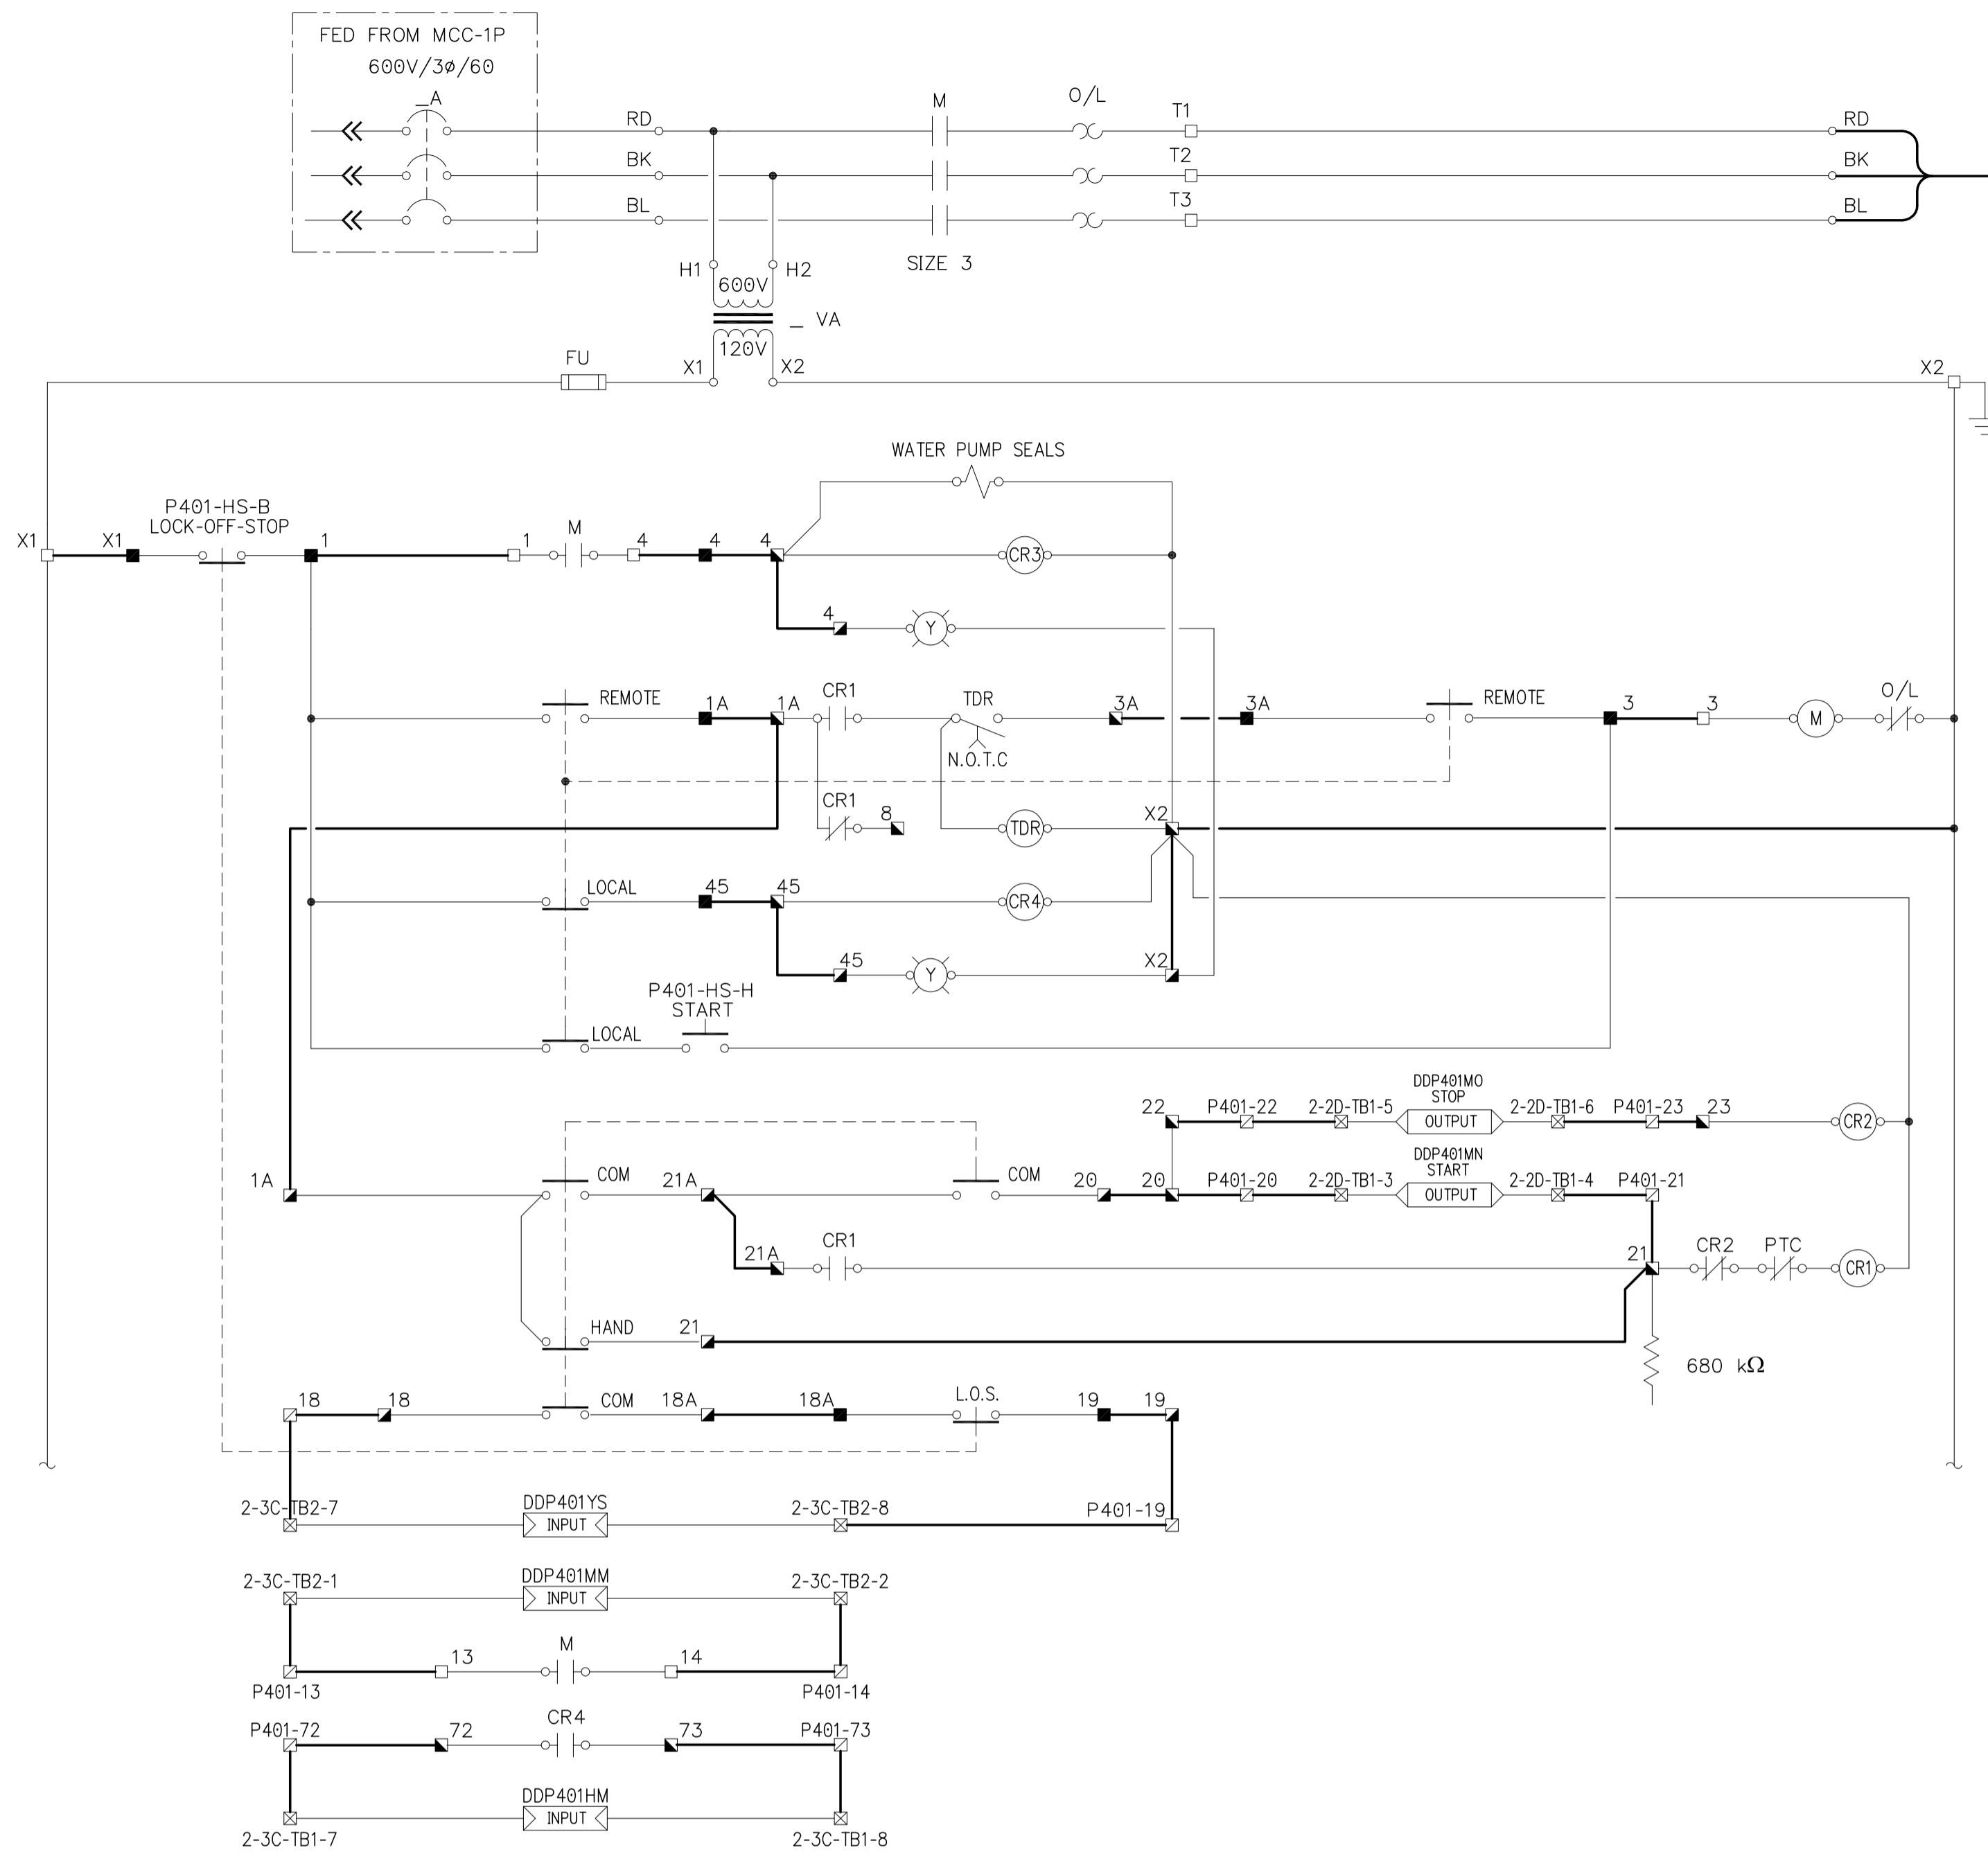 FED FROM MCC-1P
600V/3ø/60
_A
M
O/L
RD
T1
RD
BK
T2
BK
BL
T3
BL
SIZE 3
H1
H2
600V
_ VA
120V
FU
X1
X2
X2
WATER PUMP SEALS
P401-HS-B
LOCK-OFF-STOP
X1
X1
1
1
M
4
4
4
CR3
4
Y
REMOTE
1A
1A
CR1
TDR
3A
3A
REMOTE
3
3
M
O/L
N.O.T.C
CR1
8
TDR
X2
LOCAL
45
45
CR4
45
Y
X2
P401-HS-H
START
LOCAL
DDP401MO
STOP
22
P401-22
2-2D-TB1-5
OUTPUT
2-2D-TB1-6
P401-23
23
CR2
DDP401MN
START
1A
COM
21A
COM
20
20
P401-20
2-2D-TB1-3
OUTPUT
2-2D-TB1-4
P401-21
21A
CR1
21
CR2
PTC
CR1
HAND
21
680 kΩ
18
18
COM
18A
18A
L.O.S.
19
19
2-3C-TB2-7
DDP401YS
INPUT
2-3C-TB2-8
P401-19
2-3C-TB2-1
DDP401MM
INPUT
2-3C-TB2-2
13
M
14
P401-13
P401-14
P401-72
72
CR4
73
P401-73
DDP401HM
INPUT
2-3C-TB1-7
2-3C-TB1-8